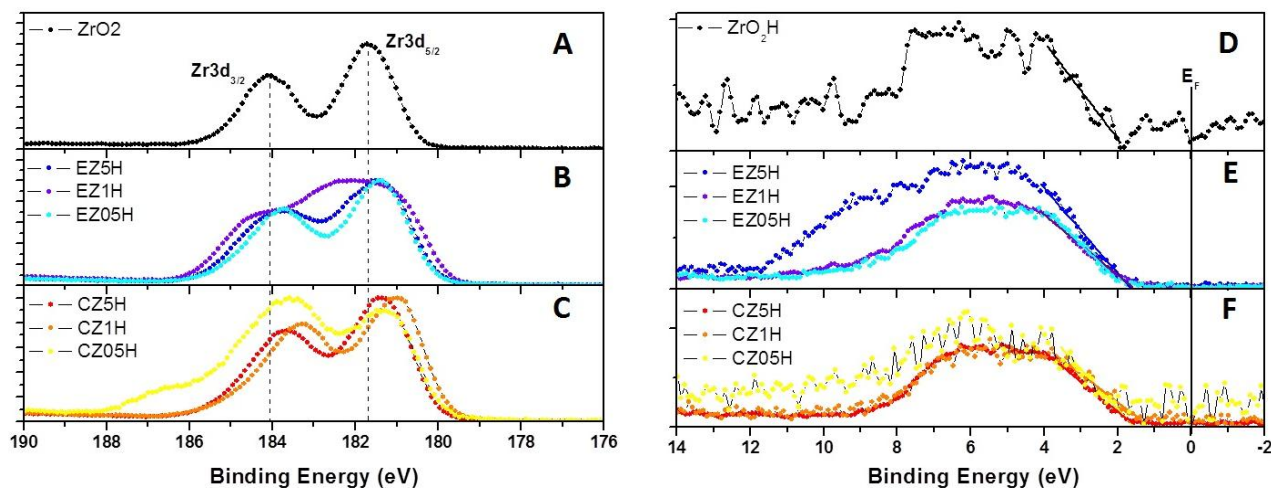 — — ZrO2
A
Zr3d3/2
Zr3d5/2
— — EZ5H
— — EZ1H
— — EZ05H
B
— — CZ5H
— — CZ1H
— — CZ05H
C
190 188 186 184 182 180 178 176
Binding Energy (eV)
— — ZrO2H
D
EF
— — EZ5H
— — EZ1H
— — EZ05H
E
— — CZ5H
— — CZ1H
— — CZ05H
F
14 12 10 8 6 4 2 0 -2
Binding Energy (eV)